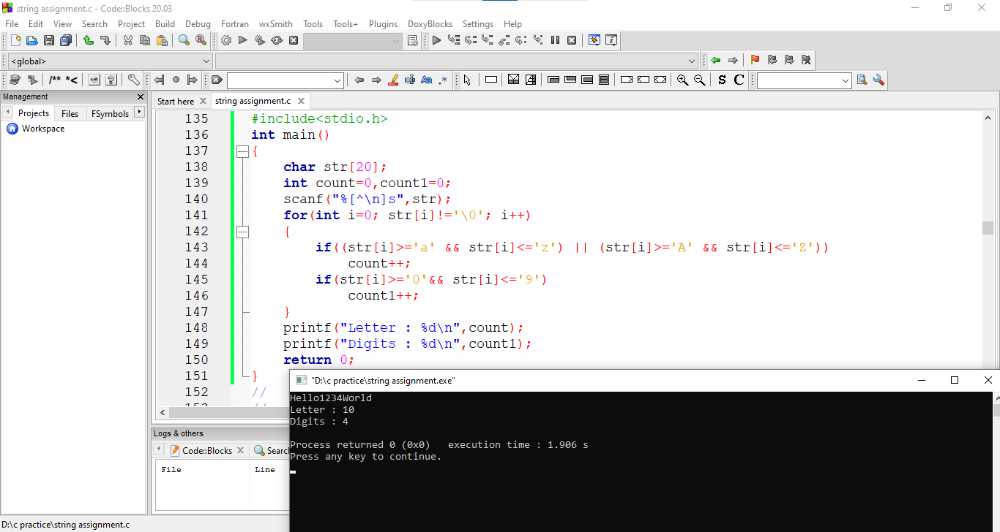 string assignment.c - Code::Blocks 20.03
File Edit View Search Project Build Debug Fortran wxSmith Tools Tools+ Plugins DoxyBlocks Settings Help
<global>
/** *< S C
Management
Start here string assignment.c
Projects Files FSymbols
Workspace
135 #include<stdio.h>
136 int main()
137 {
138 char str[20];
139 int count=0,count1=0;
140 scanf("%[^\n]s",str);
141 for(int i=0; str[i]!='\0'; i++)
142 {
143 if((str[i]>='a' && str[i]<='z') || (str[i]>='A' && str[i]<='Z'))
144 count++;
145 if(str[i]>='0'&& str[i]<='9')
146 count1++;
147 }
148 printf("Letter : %d\n",count);
149 printf("Digits : %d\n",count1);
150 return 0;
151 }
152 //
"D:\c practice\string assignment.exe"
Hello1234World
Letter : 10
Digits : 4
Process returned 0 (0x0) execution time : 1.906 s
Press any key to continue.
Logs & others
Code::Blocks Searc
File Line
D:\c practice\string assignment.c